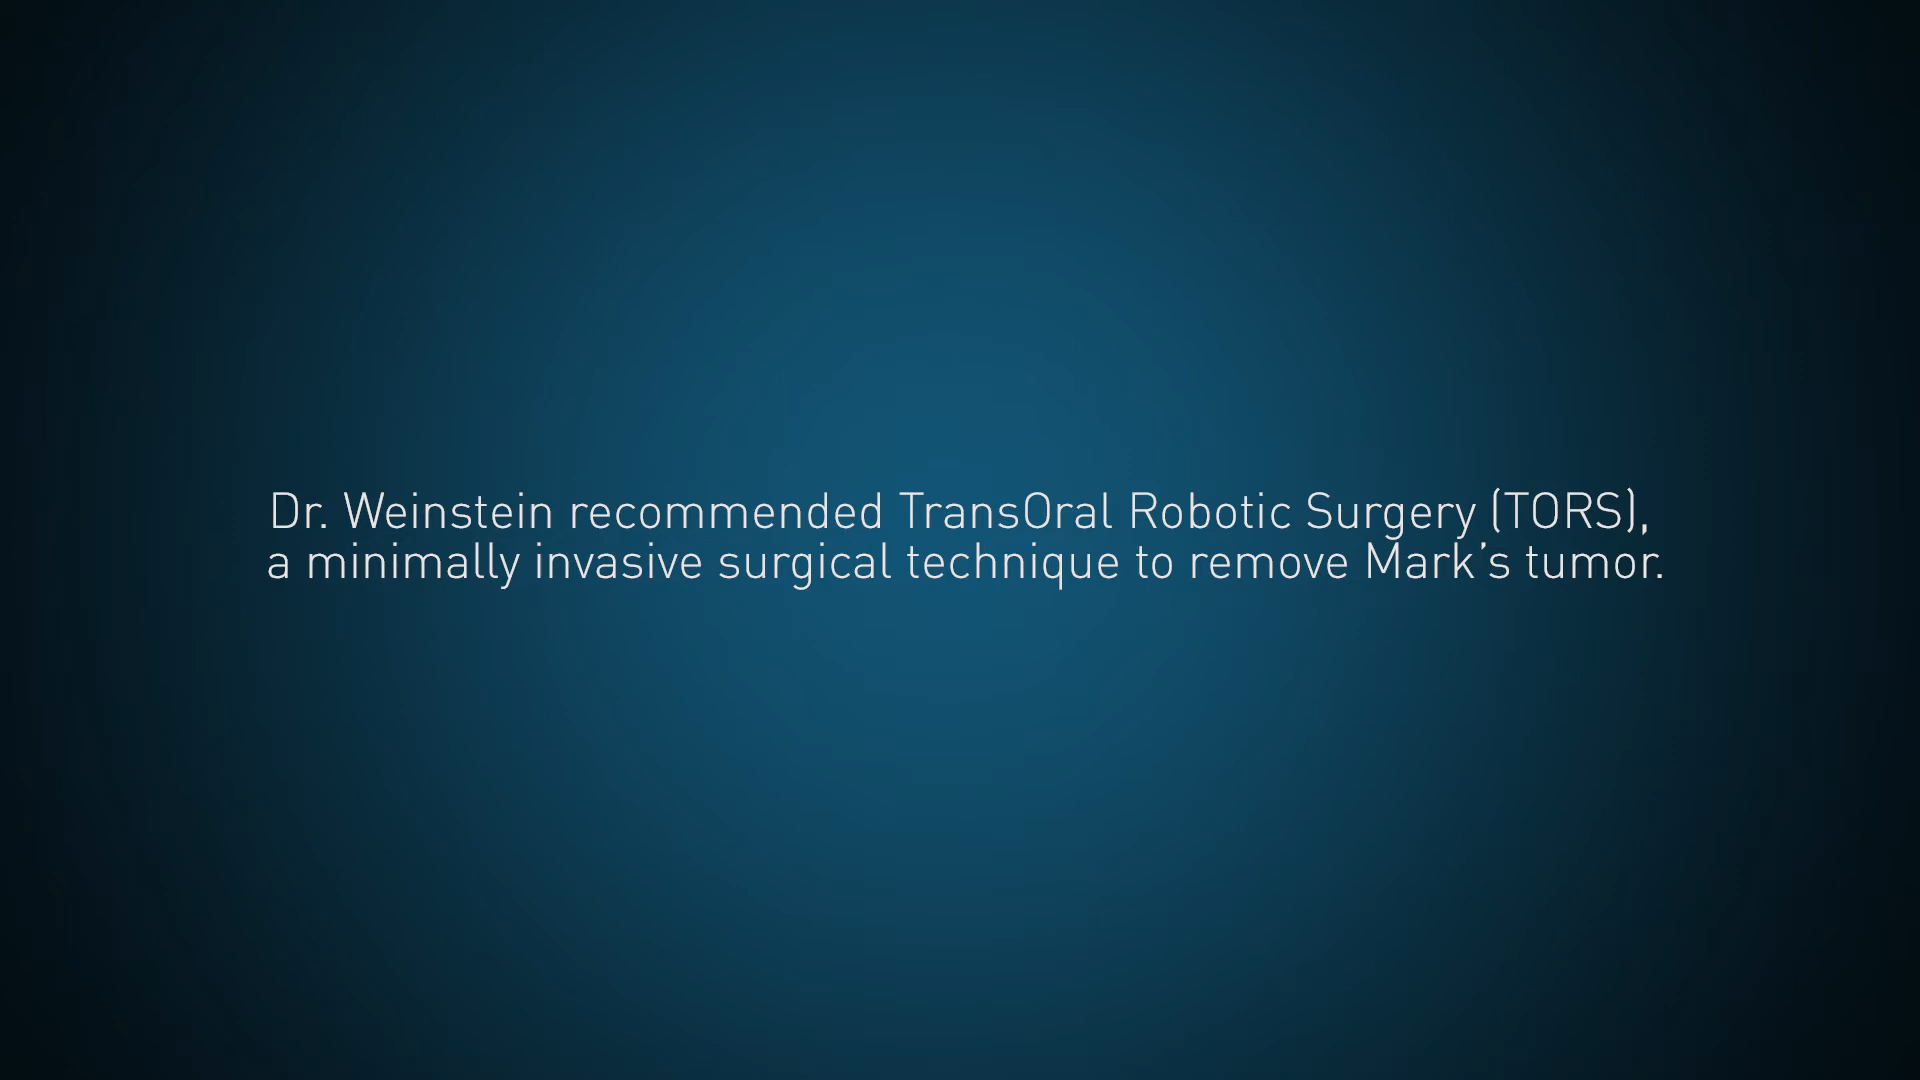 Dr. Weinstein recommended TransOral Robotic Surgery (TORS),
a minimally invasive surgical technique to remove Mark’s tumor.